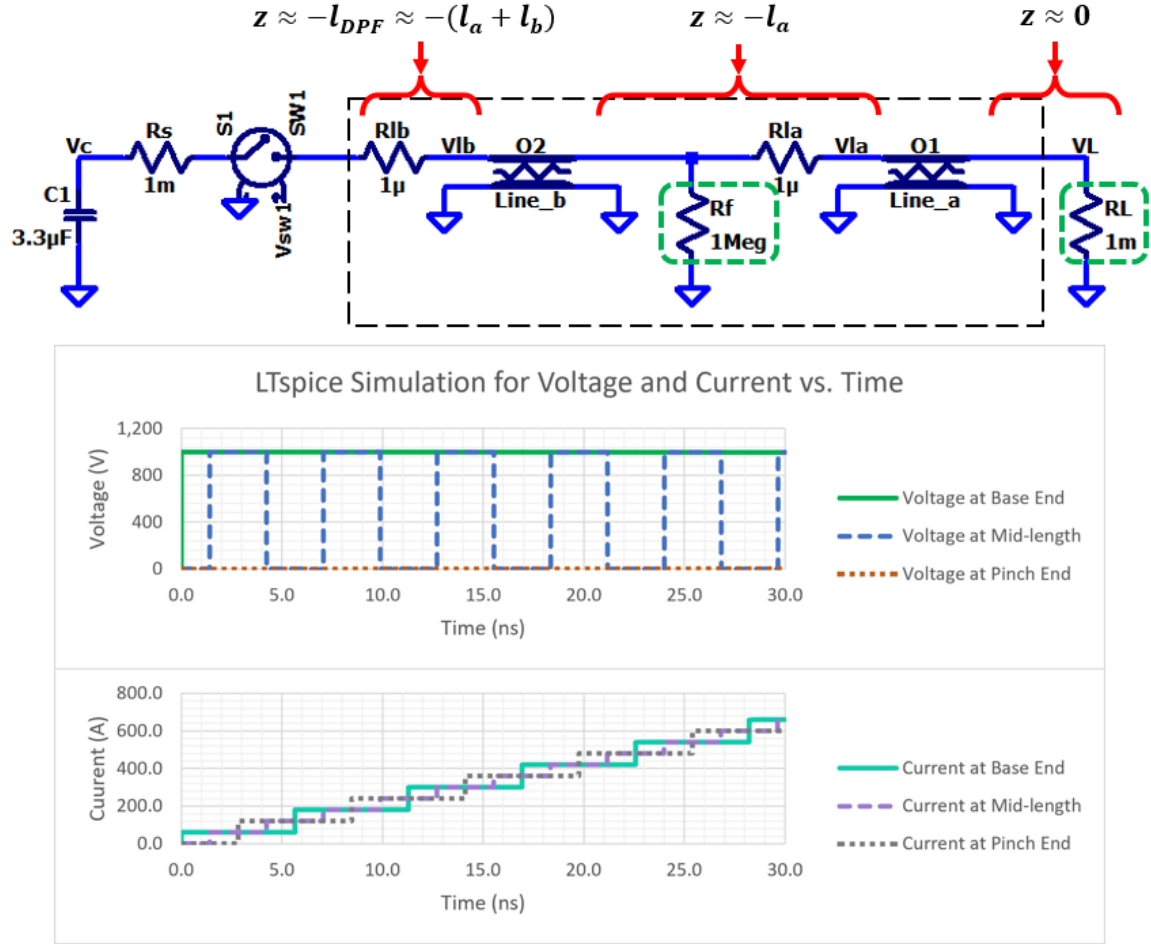 z ≈ −l_DPF ≈ −(l_a + l_b)
z ≈ −l_a
z ≈ 0
Vc
Rs
1m
S1
SW1
Vsw1
C1
3.3µF
Rlb
1µ
Vlb
O2
Line_b
Rf
1Meg
Rla
1µ
Vla
O1
Line_a
VL
RL
1m
LTspice Simulation for Voltage and Current vs. Time
Voltage (V)
1,200
800
400
0
0.0 5.0 10.0 15.0 20.0 25.0 30.0
Time (ns)
Voltage at Base End
Voltage at Mid-length
Voltage at Pinch End
Cuurent (A)
800.0
600.0
400.0
200.0
0.0
0.0 5.0 10.0 15.0 20.0 25.0 30.0
Time (ns)
Current at Base End
Current at Mid-length
Current at Pinch End